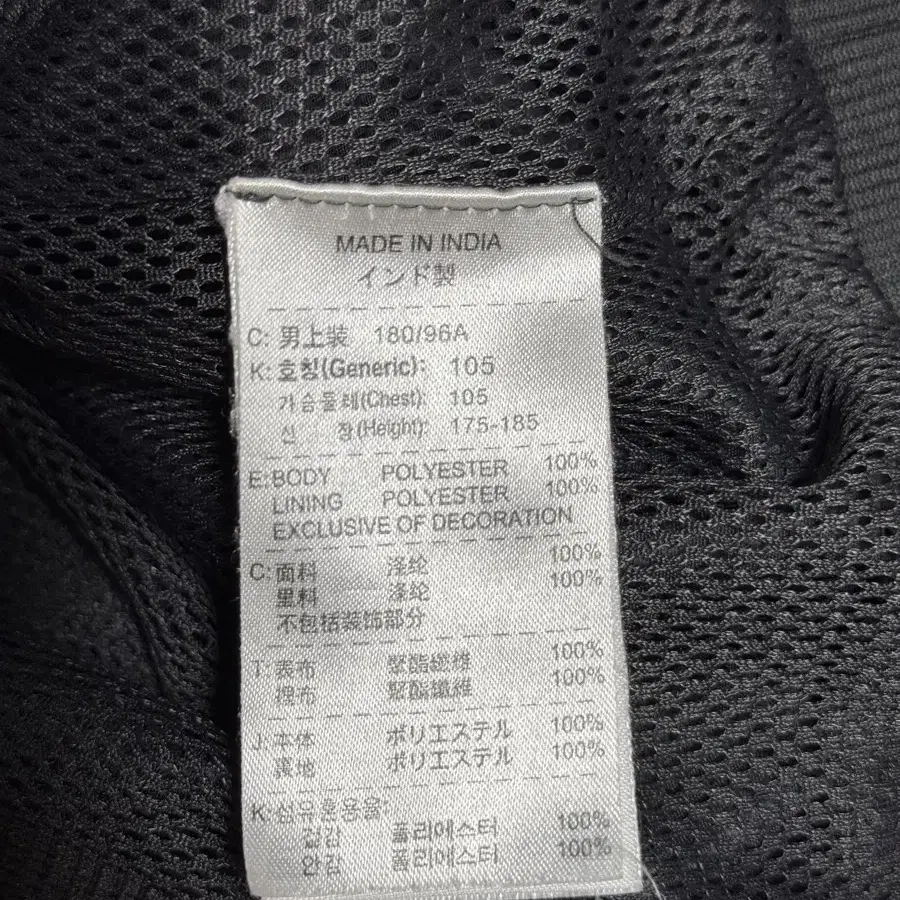 MADE IN INDIA
インド製
C: 男上装 180/96A
K: 호칭(Generic): 105
가슴둘레(Chest): 105
신 장(Height): 175-185
E: BODY POLYESTER 100%
LINING POLYESTER 100%
EXCLUSIVE OF DECORATION
C: 面料 涤纶 100%
里料 涤纶 100%
不包括装饰部分
T: 表布 聚酯纖維 100%
裡布 聚酯纖維 100%
J: 本体 ポリエステル 100%
裏地 ポリエステル 100%
K: 섬유혼용율:
겉감 폴리에스터 100%
안감 폴리에스터 100%